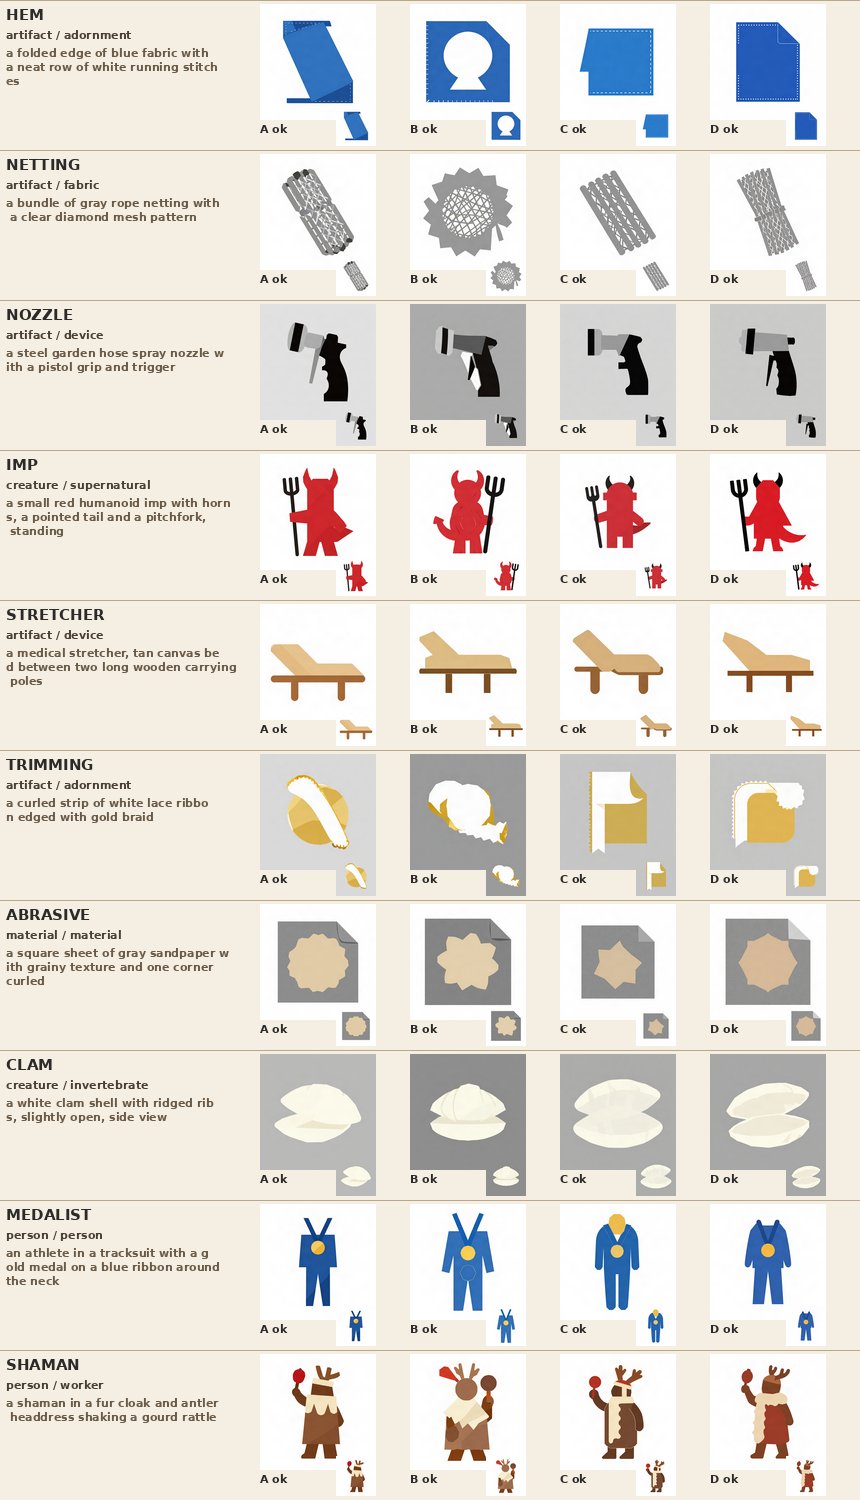 HEM
artifact / adornment
a folded edge of blue fabric with
a neat row of white running stitch
es
A ok
B ok
C ok
D ok
NETTING
artifact / fabric
a bundle of gray rope netting with
a clear diamond mesh pattern
A ok
B ok
C ok
D ok
NOZZLE
artifact / device
a steel garden hose spray nozzle w
ith a pistol grip and trigger
A ok
B ok
C ok
D ok
IMP
creature / supernatural
a small red humanoid imp with horn
s, a pointed tail and a pitchfork,
standing
A ok
B ok
C ok
D ok
STRETCHER
artifact / device
a medical stretcher, tan canvas be
d between two long wooden carrying
poles
A ok
B ok
C ok
D ok
TRIMMING
artifact / adornment
a curled strip of white lace ribbo
n edged with gold braid
A ok
B ok
C ok
D ok
ABRASIVE
material / material
a square sheet of gray sandpaper w
ith grainy texture and one corner
curled
A ok
B ok
C ok
D ok
CLAM
creature / invertebrate
a white clam shell with ridged rib
s, slightly open, side view
A ok
B ok
C ok
D ok
MEDALIST
person / person
an athlete in a tracksuit with a g
old medal on a blue ribbon around
the neck
A ok
B ok
C ok
D ok
SHAMAN
person / worker
a shaman in a fur cloak and antler
headdress shaking a gourd rattle
A ok
B ok
C ok
D ok